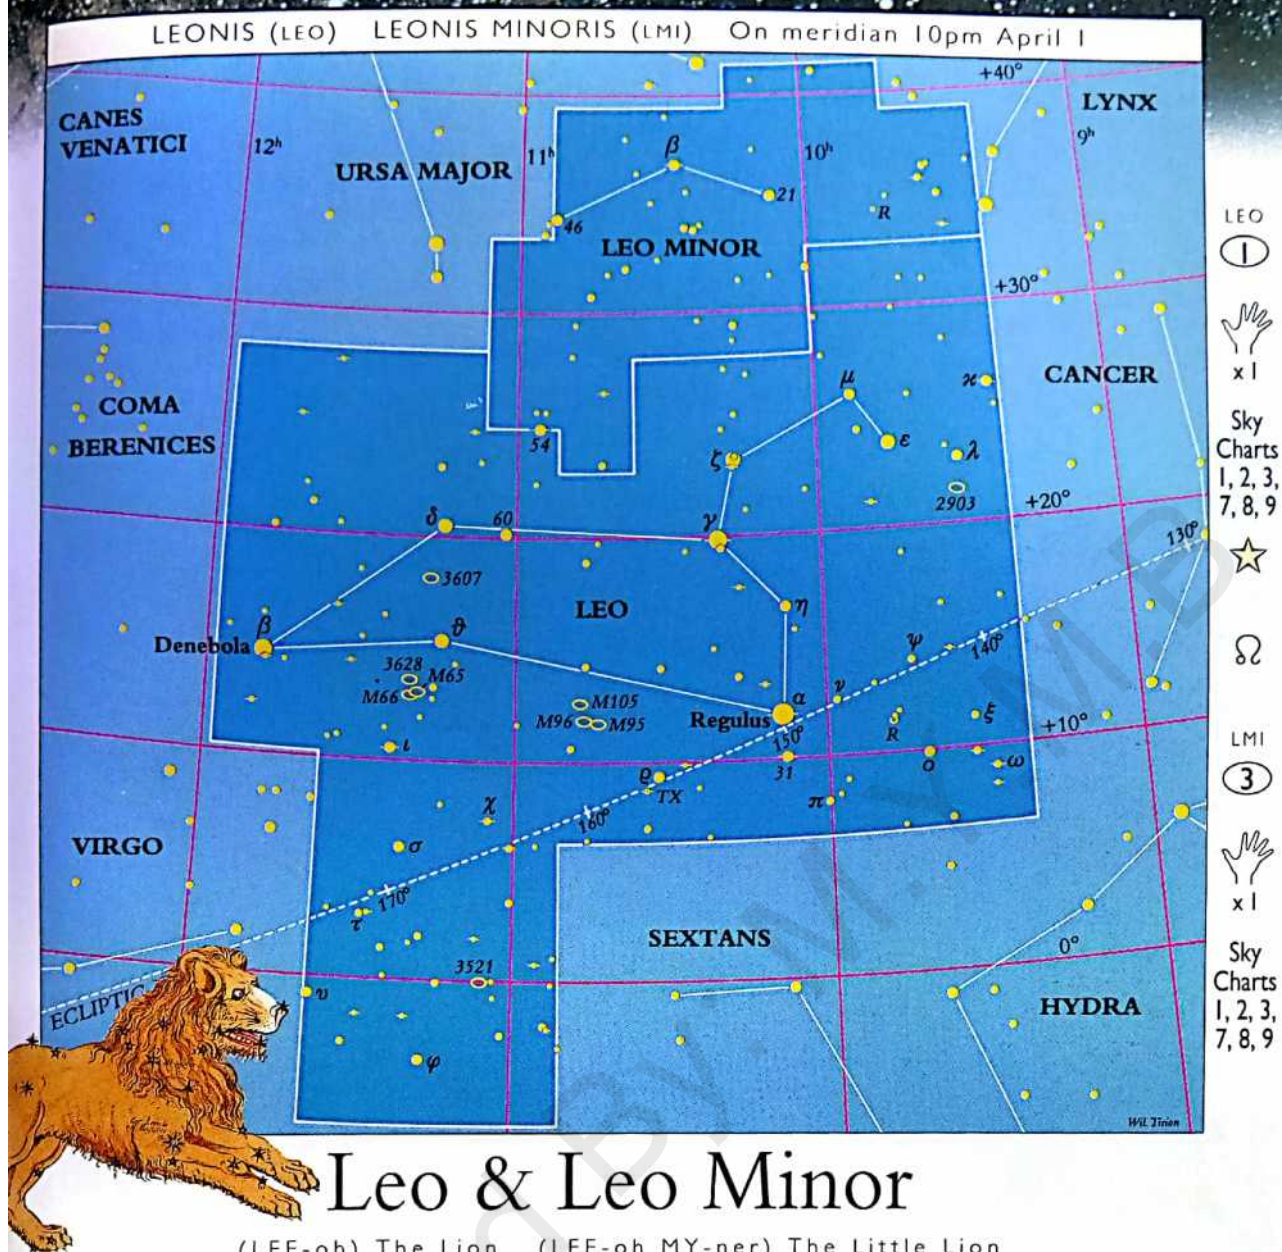 LEONIS (LEO) LEONIS MINORIS (LMI) On meridian 10pm April 1
+40°
CANES
VENATICI
LYNX
12ʰ
URSA MAJOR
11ʰ
β
10ʰ
9ʰ
21
R
46
LEO MINOR
LEO
1
+30°
x 1
μ
ϰ
CANCER
COMA
BERENICES
54
ζ
ε
λ
2903
Sky
Charts
1, 2, 3,
7, 8, 9
+20°
δ
60
γ
130°
3607
LEO
η
β
Denebola
ϑ
ψ
140°
3628
M65
M66
M105
M96
M95
α
Regulus
ν
150°
R
ξ
+10°
ι
31
ο
ω
LMI
3
ϱ
TX
π
χ
160°
VIRGO
σ
x 1
170°
τ
SEXTANS
0°
3521
Sky
Charts
1, 2, 3,
7, 8, 9
ECLIPTIC
υ
HYDRA
φ
Wil Tirion
Leo & Leo Minor
(LEE-oh) The Lion (LEE-oh MY-ner) The Little Lion
By. M.Y.M.B